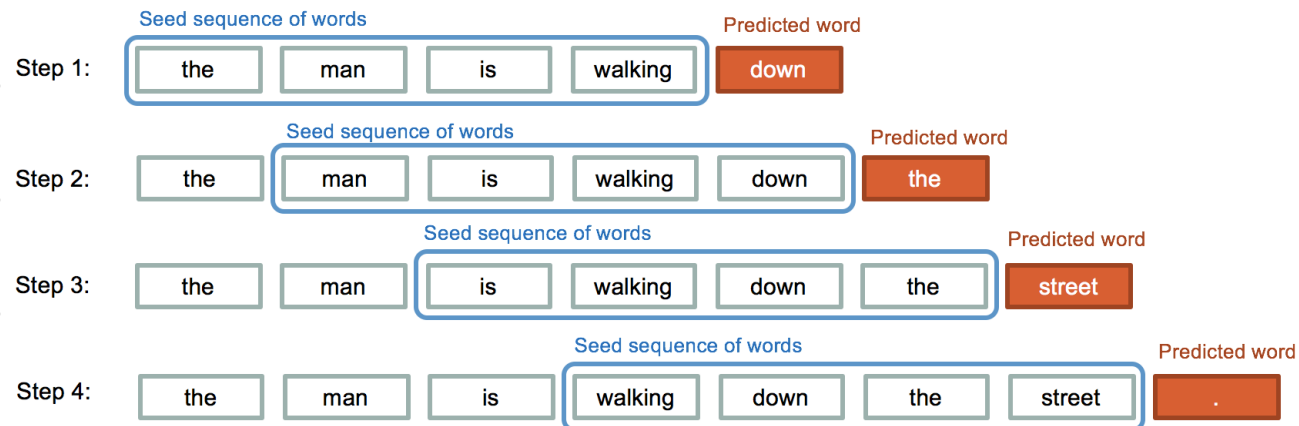 Seed sequence of words
Predicted word
Step 1: the man is walking down
Seed sequence of words
Predicted word
Step 2: the man is walking down the
Seed sequence of words
Predicted word
Step 3: the man is walking down the street
Seed sequence of words
Predicted word
Step 4: the man is walking down the street .